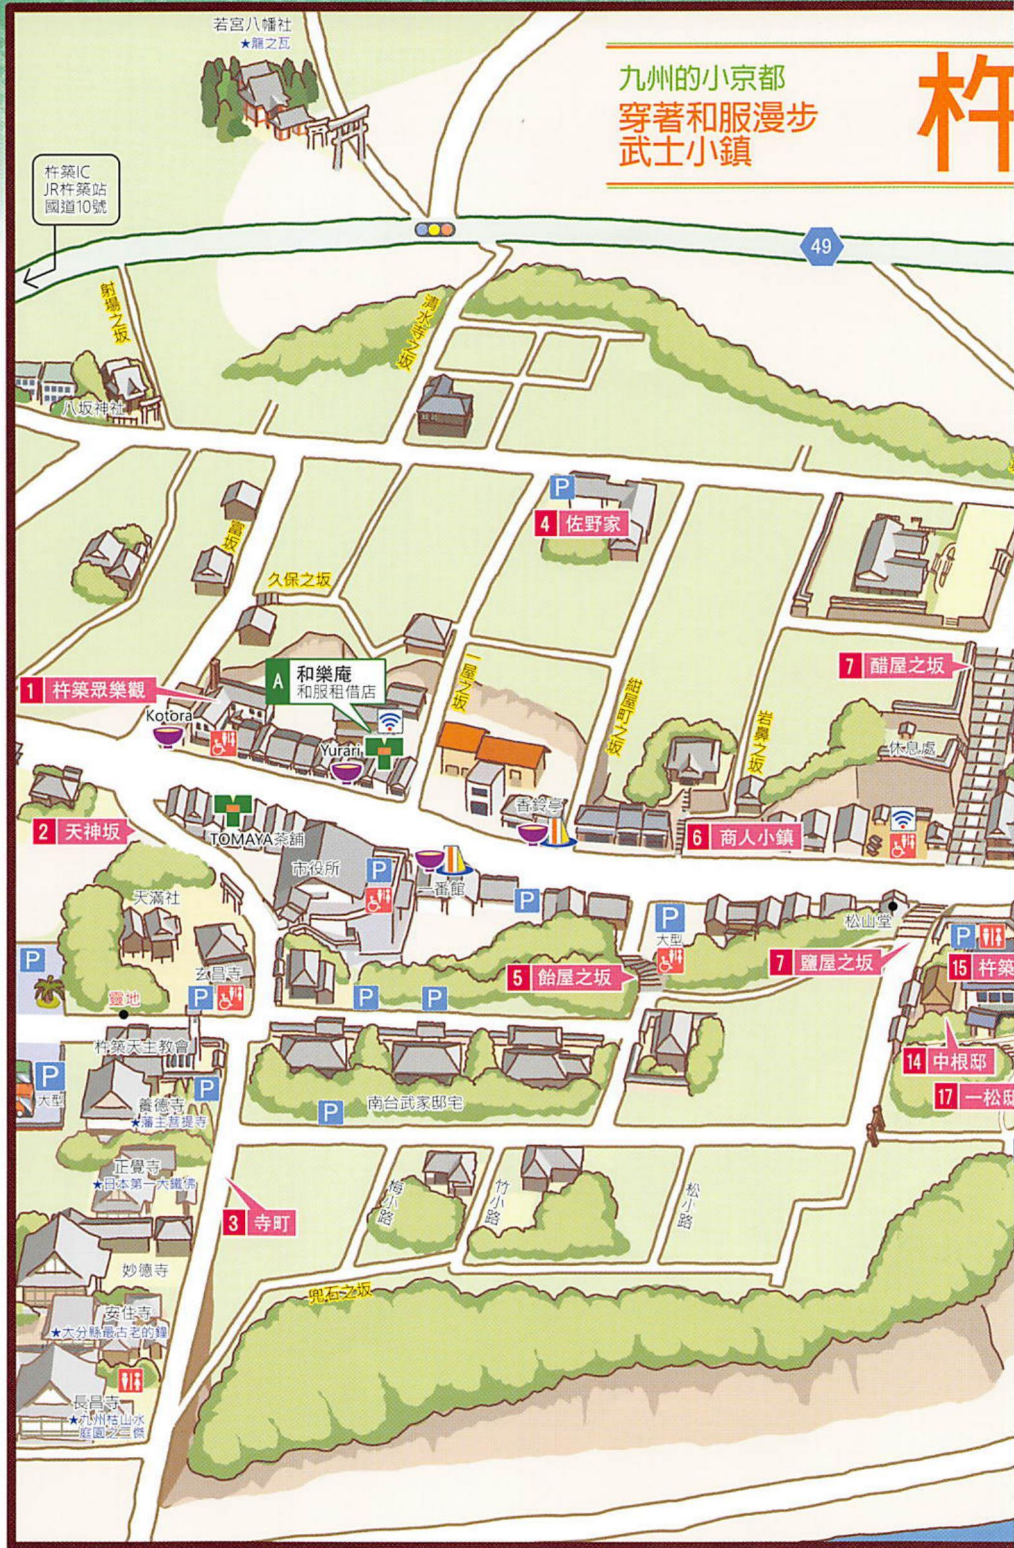 若宮八幡社
★龍之瓦
九州的小京都
穿著和服漫步
武士小鎮
杵
杵築IC
JR杵築站
國道10號
49
射場之坂
清水寺之坂
八坂神社
P
4 佐野家
富坂
久保之坂
A 和樂庵
和服租借店
1 杵築眾樂觀
Kotora
Yurari
一屋之坂
紺屋町之坂
岩鼻之坂
7 醋屋之坂
休息處
2 天神坂
TOMAYA茶舖
香鈴亭
6 商人小鎮
市役所
P
一番館
P
天滿社
P
大型
松山堂
P
玄昌寺
P
5 飴屋之坂
7 鹽屋之坂
P
15 杵築
靈地
P
P
杵築天主教會
14 中根邸
P
大型
P
養德寺
★藩主菩提寺
P
南台武家邸宅
17 一松邸
正覺寺
★日本第一大鐵佛
梅小路
竹小路
松小路
3 寺町
妙德寺
兜石之坂
安住寺
★大分縣最古老的鐘
長昌寺
★九州枯山水
庭園之三傑